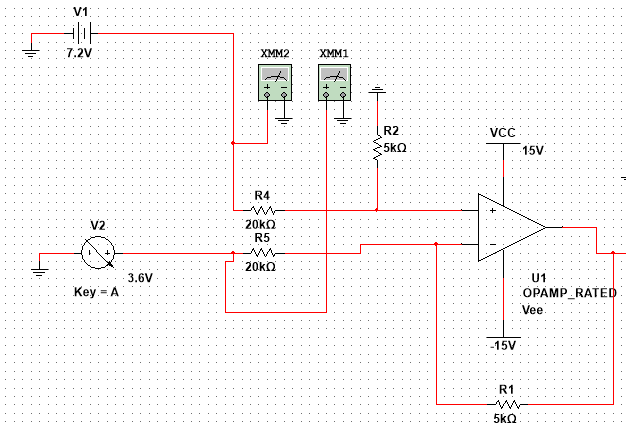 V1
7.2V
XMM2
XMM1
R2
5kΩ
VCC
15V
R4
20kΩ
V2
R5
20kΩ
3.6V
Key = A
U1
OPAMP_RATED
Vee
-15V
R1
5kΩ